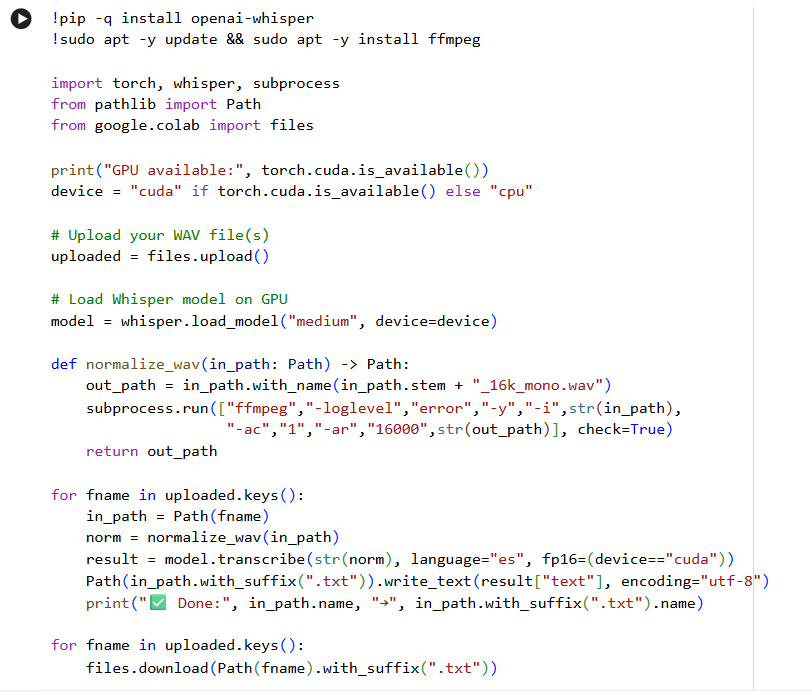 !pip -q install openai-whisper
!sudo apt -y update && sudo apt -y install ffmpeg

import torch, whisper, subprocess
from pathlib import Path
from google.colab import files

print("GPU available:", torch.cuda.is_available())
device = "cuda" if torch.cuda.is_available() else "cpu"

# Upload your WAV file(s)
uploaded = files.upload()

# Load Whisper model on GPU
model = whisper.load_model("medium", device=device)

def normalize_wav(in_path: Path) -> Path:
    out_path = in_path.with_name(in_path.stem + "_16k_mono.wav")
    subprocess.run(["ffmpeg","-loglevel","error","-y","-i",str(in_path),
                    "-ac","1","-ar","16000",str(out_path)], check=True)
    return out_path

for fname in uploaded.keys():
    in_path = Path(fname)
    norm = normalize_wav(in_path)
    result = model.transcribe(str(norm), language="es", fp16=(device=="cuda"))
    Path(in_path.with_suffix(".txt")).write_text(result["text"], encoding="utf-8")
    print("✅ Done:", in_path.name, "→", in_path.with_suffix(".txt").name)

for fname in uploaded.keys():
    files.download(Path(fname).with_suffix(".txt"))